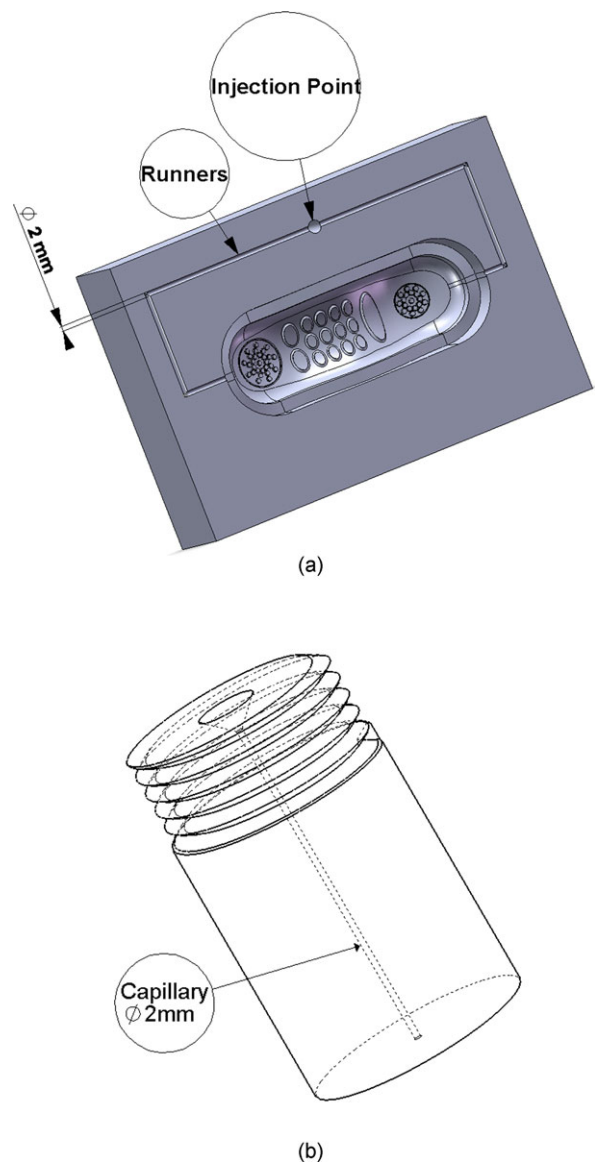 Injection Point
Runners
∅ 2 mm
(a)
Capillary
∅ 2mm
(b)